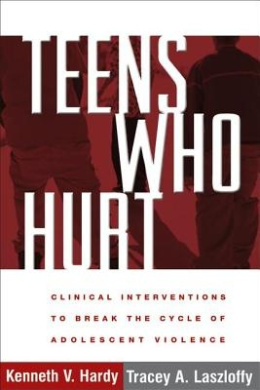 TEENS
WHO
HURT
CLINICAL INTERVENTIONS
TO BREAK THE CYCLE OF
ADOLESCENT VIOLENCE
Kenneth V. Hardy Tracey A. Laszloffy